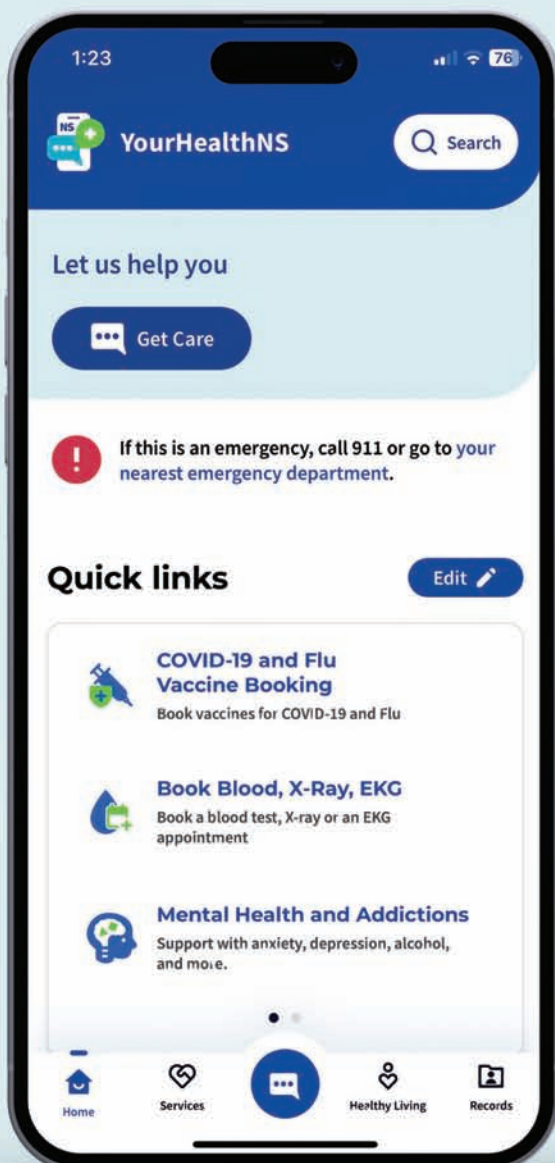 1:23
76
NS
YourHealthNS
Search
Let us help you
Get Care
!
If this is an emergency, call 911 or go to your
nearest emergency department.
Quick links
Edit
COVID-19 and Flu
Vaccine Booking
Book vaccines for COVID-19 and Flu
Book Blood, X-Ray, EKG
Book a blood test, X-ray or an EKG
appointment
Mental Health and Addictions
Support with anxiety, depression, alcohol,
and more.
Home
Services
Healthy Living
Records